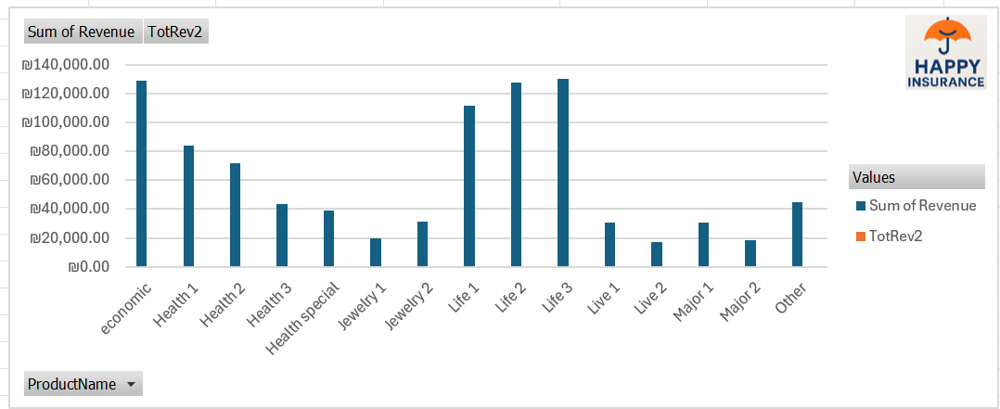 Sum of Revenue TotRev2
HAPPY
INSURANCE
₪140,000.00
₪120,000.00
₪100,000.00
₪80,000.00
₪60,000.00
₪40,000.00
₪20,000.00
₪0.00
economic
Health 1
Health 2
Health 3
Health special
Jewelry 1
Jewelry 2
Life 1
Life 2
Life 3
Live 1
Live 2
Major 1
Major 2
Other
Values
Sum of Revenue
TotRev2
ProductName